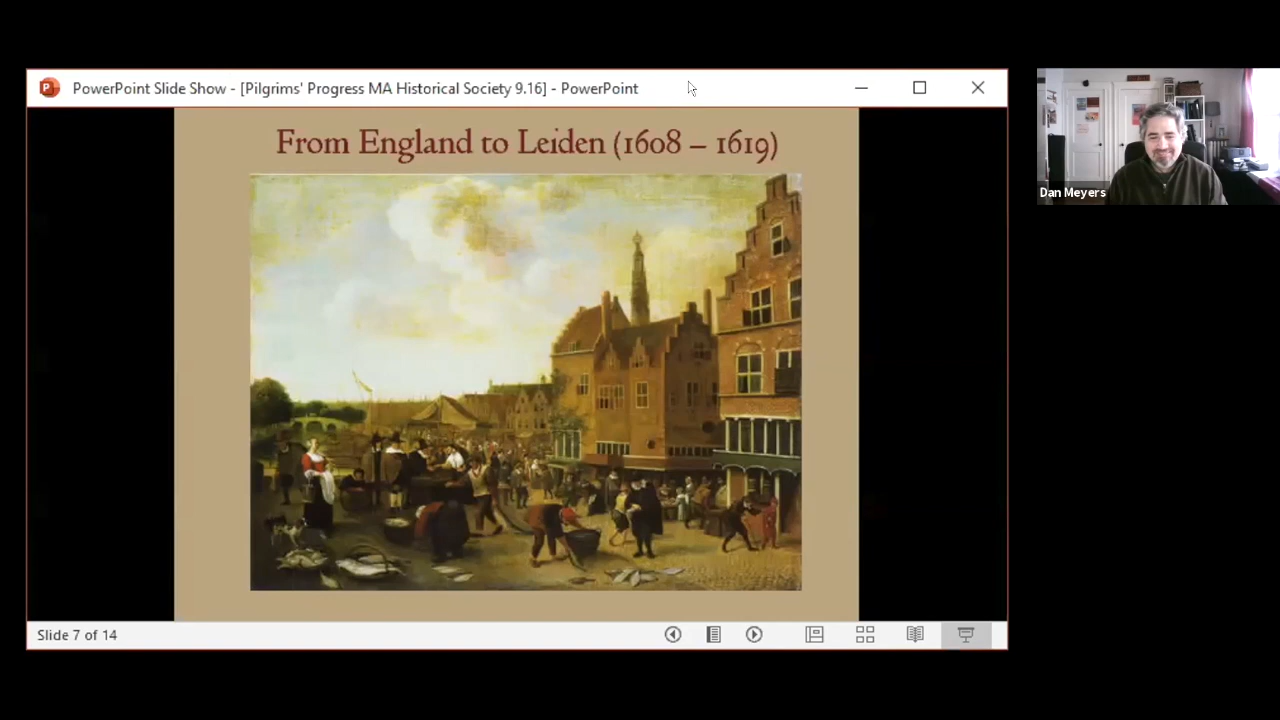 PowerPoint Slide Show - [Pilgrims' Progress MA Historical Society 9.16] - PowerPoint
From England to Leiden (1608 – 1619)
Dan Meyers
Slide 7 of 14